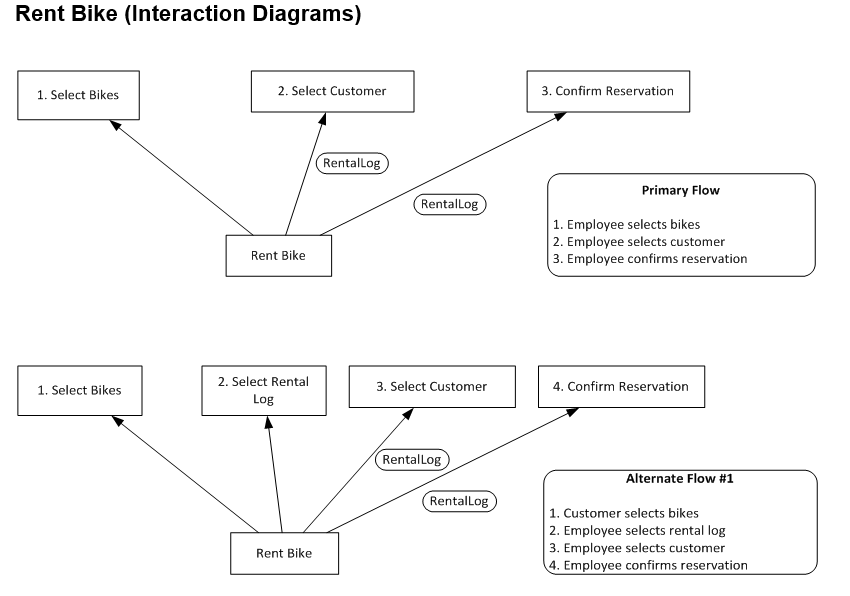 Rent Bike (Interaction Diagrams)
1. Select Bikes
2. Select Customer
3. Confirm Reservation
RentalLog
RentalLog
Rent Bike
Primary Flow
1. Employee selects bikes
2. Employee selects customer
3. Employee confirms reservation
1. Select Bikes
2. Select Rental
Log
3. Select Customer
4. Confirm Reservation
RentalLog
RentalLog
Rent Bike
Alternate Flow #1
1. Customer selects bikes
2. Employee selects rental log
3. Employee selects customer
4. Employee confirms reservation